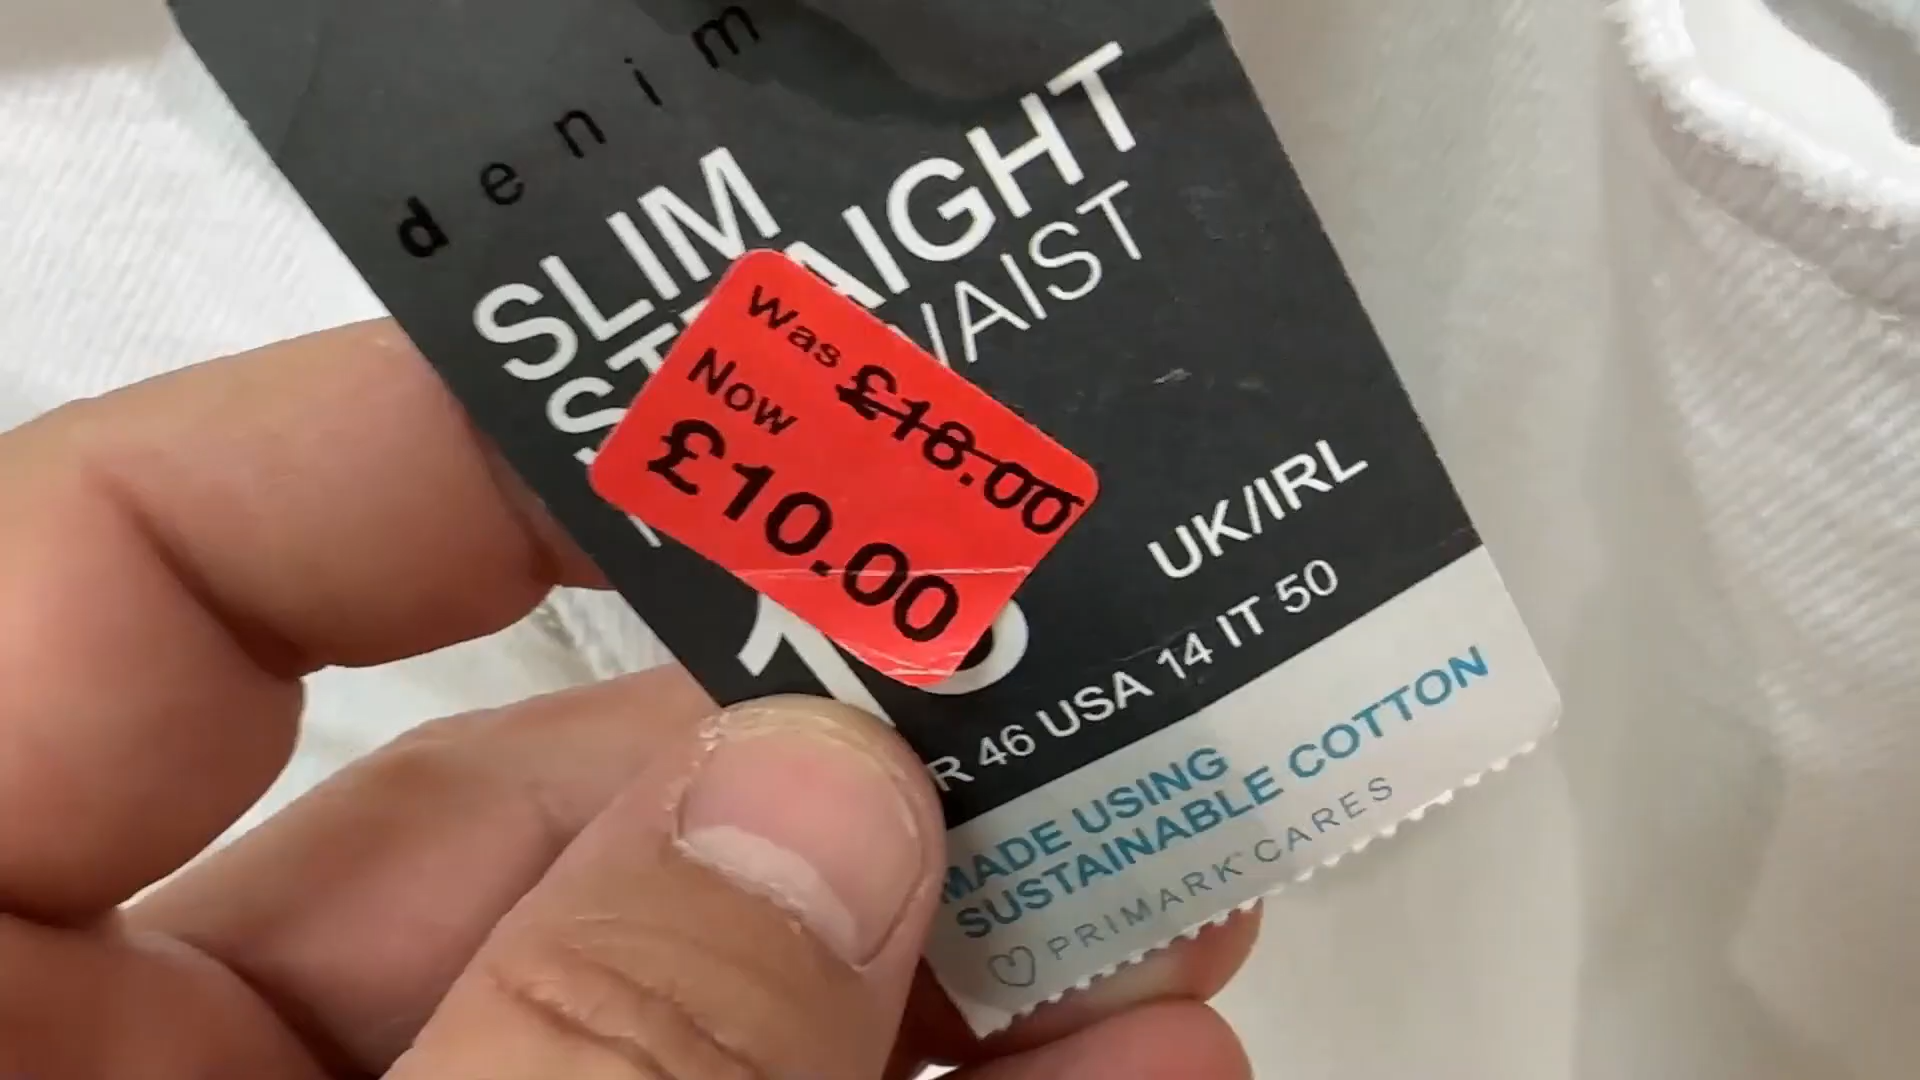 denim
SLIM
STRAIGHT
WAIST
Was £18.00
Now
£10.00
UK/IRL
46 USA 14 IT 50
MADE USING
SUSTAINABLE COTTON
PRIMARK CARES